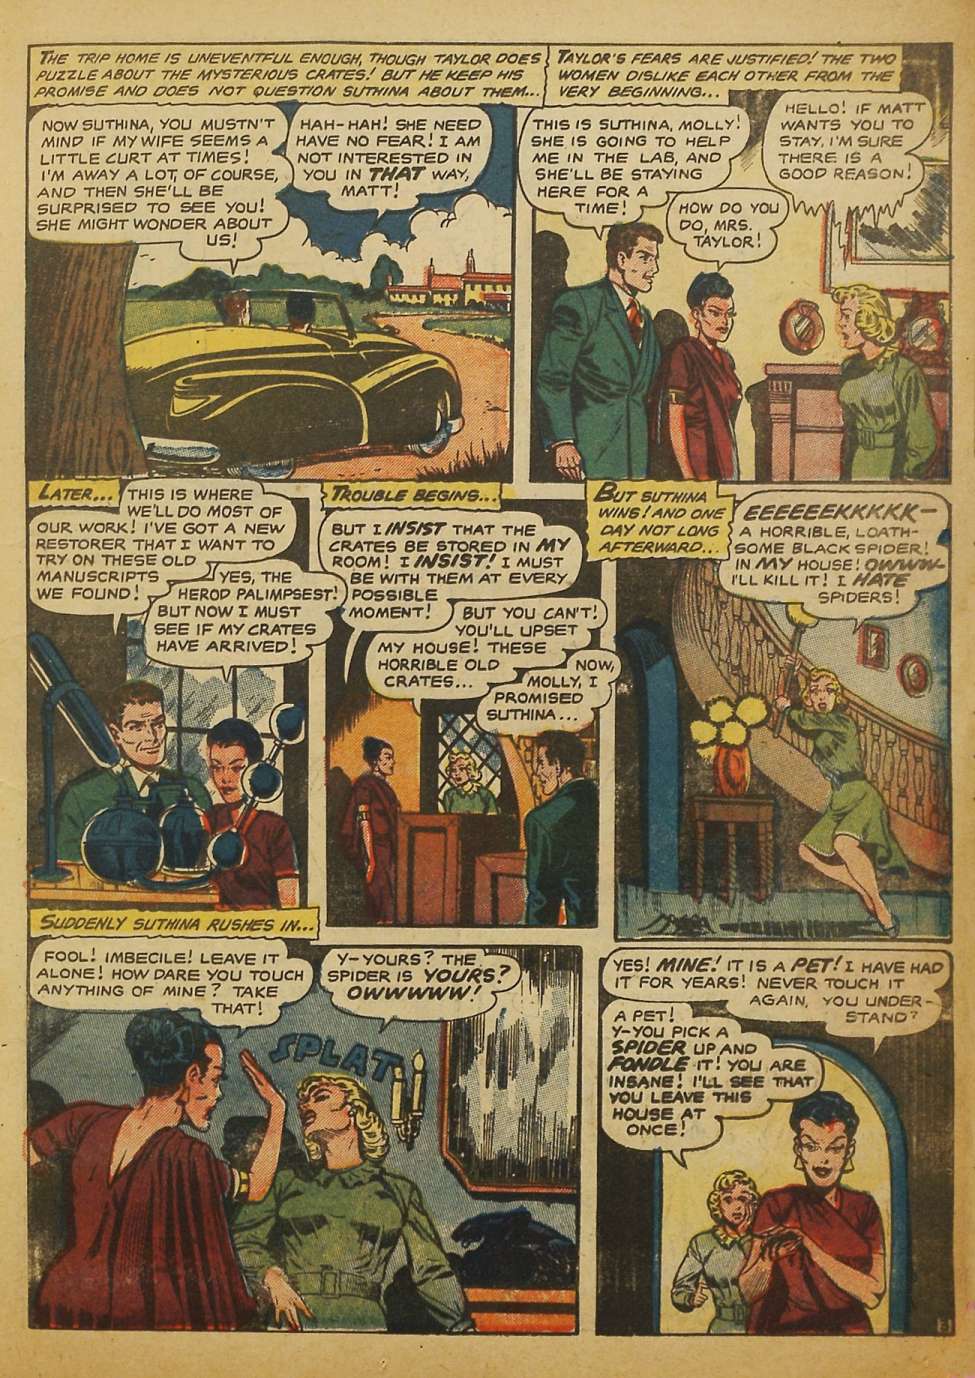 THE TRIP HOME IS UNEVENTFUL ENOUGH, THOUGH TAYLOR DOES
PUZZLE ABOUT THE MYSTERIOUS CRATES! BUT HE KEEP HIS
PROMISE AND DOES NOT QUESTION SUTHINA ABOUT THEM...
NOW SUTHINA, YOU MUSTN'T
MIND IF MY WIFE SEEMS A
LITTLE CURT AT TIMES!
I'M AWAY A LOT, OF COURSE,
AND THEN SHE'LL BE
SURPRISED TO SEE YOU!
SHE MIGHT WONDER ABOUT
US!
HAH-HAH! SHE NEED
HAVE NO FEAR! I AM
NOT INTERESTED IN
YOU IN THAT WAY,
MATT!
TAYLOR'S FEARS ARE JUSTIFIED! THE TWO
WOMEN DISLIKE EACH OTHER FROM THE
VERY BEGINNING...
THIS IS SUTHINA, MOLLY!
SHE IS GOING TO HELP
ME IN THE LAB, AND
SHE'LL BE STAYING
HERE FOR A
TIME!
HOW DO YOU
DO, MRS.
TAYLOR!
HELLO! IF MATT
WANTS YOU TO
STAY, I'M SURE
THERE IS A
GOOD REASON!
LATER...
THIS IS WHERE
WE'LL DO MOST OF
OUR WORK! I'VE GOT A NEW
RESTORER THAT I WANT TO
TRY ON THESE OLD
MANUSCRIPTS
WE FOUND!
YES, THE
HEROD PALIMPSEST!
BUT NOW I MUST
SEE IF MY CRATES
HAVE ARRIVED!
TROUBLE BEGINS...
BUT I INSIST THAT THE
CRATES BE STORED IN MY
ROOM! I INSIST! I MUST
BE WITH THEM AT EVERY
POSSIBLE
MOMENT!
BUT YOU CAN'T!
YOU'LL UPSET
MY HOUSE! THESE
HORRIBLE OLD
CRATES...
NOW,
MOLLY, I
PROMISED
SUTHINA...
BUT SUTHINA
WINS! AND ONE
DAY NOT LONG
AFTERWARD...
EEEEEEKKKKK-
A HORRIBLE, LOATH-
SOME BLACK SPIDER!
IN MY HOUSE! OWWW-
I'LL KILL IT! I HATE
SPIDERS!
SUDDENLY SUTHINA RUSHES IN...
FOOL! IMBECILE! LEAVE IT
ALONE! HOW DARE YOU TOUCH
ANYTHING OF MINE? TAKE
THAT!
Y-YOURS? THE
SPIDER IS YOURS?
OWWWWW!
SPLAT
YES! MINE! IT IS A PET! I HAVE HAD
IT FOR YEARS! NEVER TOUCH IT
AGAIN, YOU UNDER-
STAND?
A PET!
Y-YOU PICK A
SPIDER UP AND
FONDLE IT! YOU ARE
INSANE! I'LL SEE THAT
YOU LEAVE THIS
HOUSE AT
ONCE!